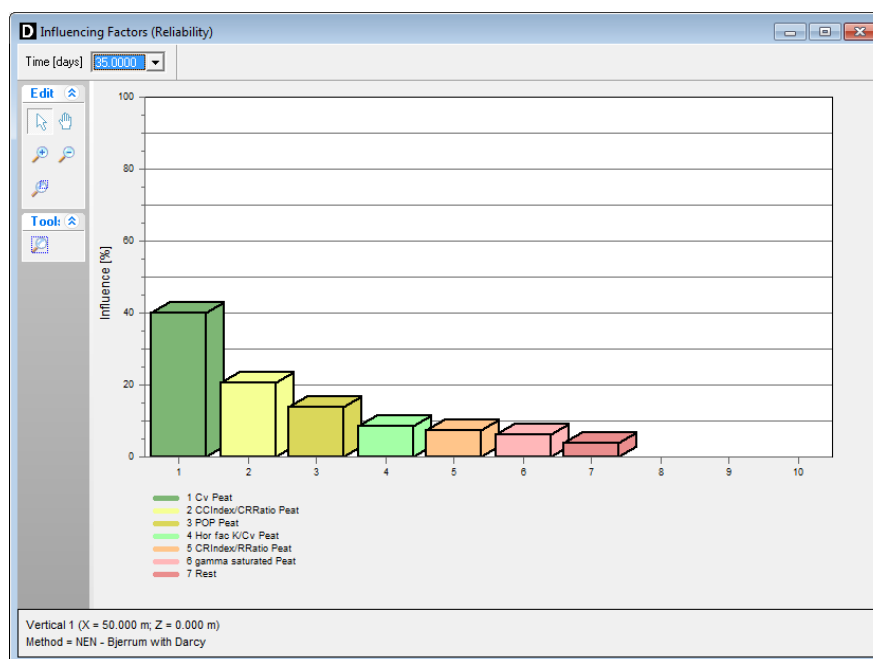 D Influencing Factors (Reliability)
Time [days] 35.0000
Edit
Tool:
Influence [%]
100
80
60
40
20
0
1 2 3 4 5 6 7 8 9 10
1 Cv Peat
2 CCIndex/CRRatio Peat
3 POP Peat
4 Hor fac K/Cv Peat
5 CRIndex/RRatio Peat
6 gamma saturated Peat
7 Rest
Vertical 1 (X = 50.000 m; Z = 0.000 m)
Method = NEN - Bjerrum with Darcy